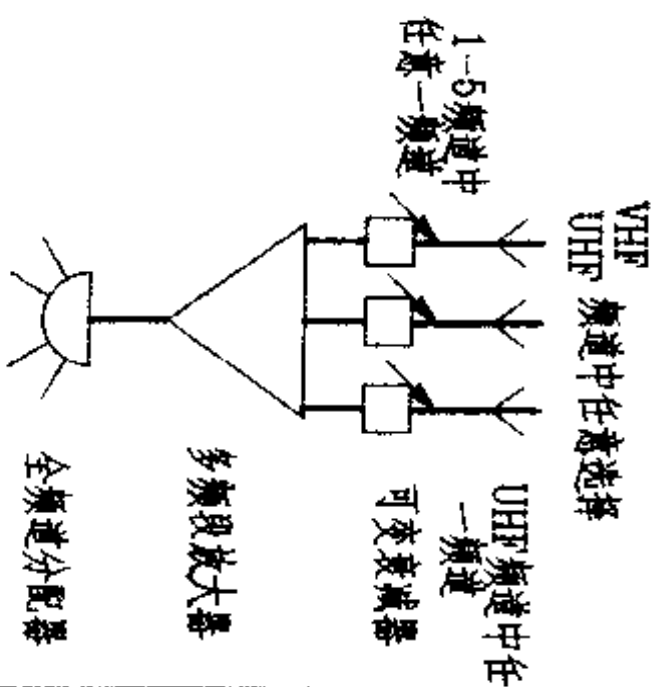 1-5频道中
任意一频道
VHF
UHF
频道中任意选择
UHF频道中任
一频道
可变衰减器
多频段放大器
全频道分配器